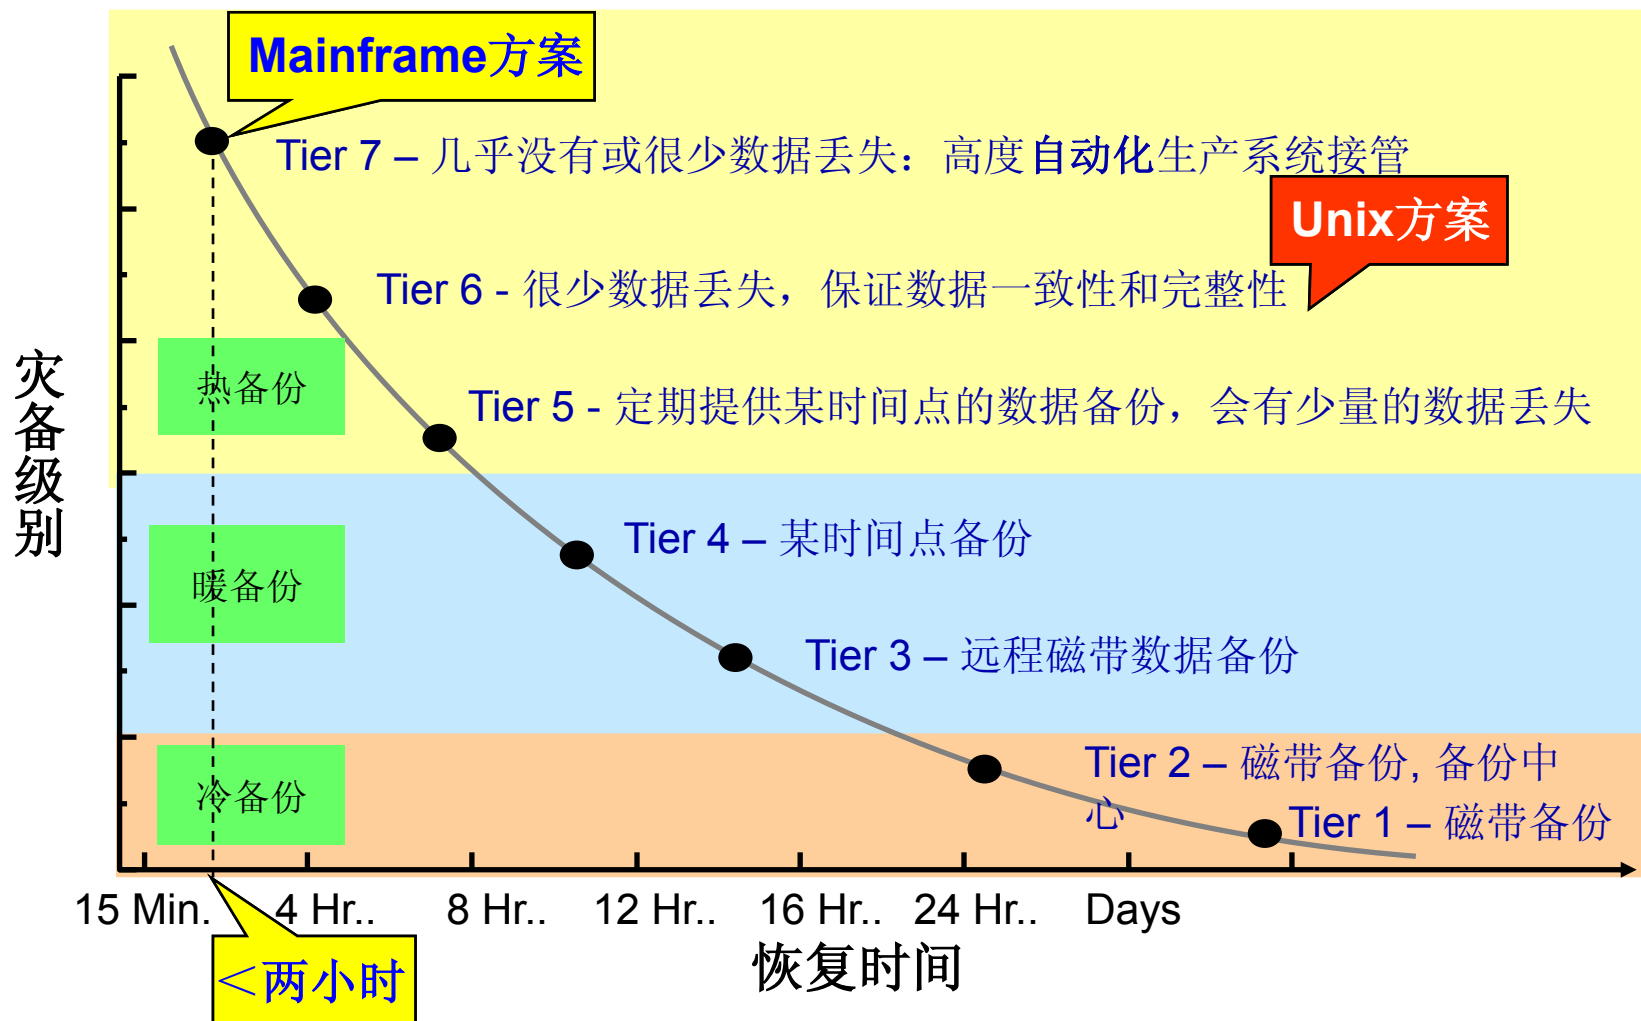 Mainframe方案
Tier 7 – 几乎没有或很少数据丢失：高度自动化生产系统接管
Unix方案
Tier 6 - 很少数据丢失，保证数据一致性和完整性
热备份
Tier 5 - 定期提供某时间点的数据备份，会有少量的数据丢失
灾备级别
Tier 4 – 某时间点备份
暖备份
Tier 3 – 远程磁带数据备份
冷备份
Tier 2 – 磁带备份, 备份中
心
Tier 1 – 磁带备份
15 Min. 4 Hr.. 8 Hr.. 12 Hr.. 16 Hr.. 24 Hr.. Days
恢复时间
＜两小时